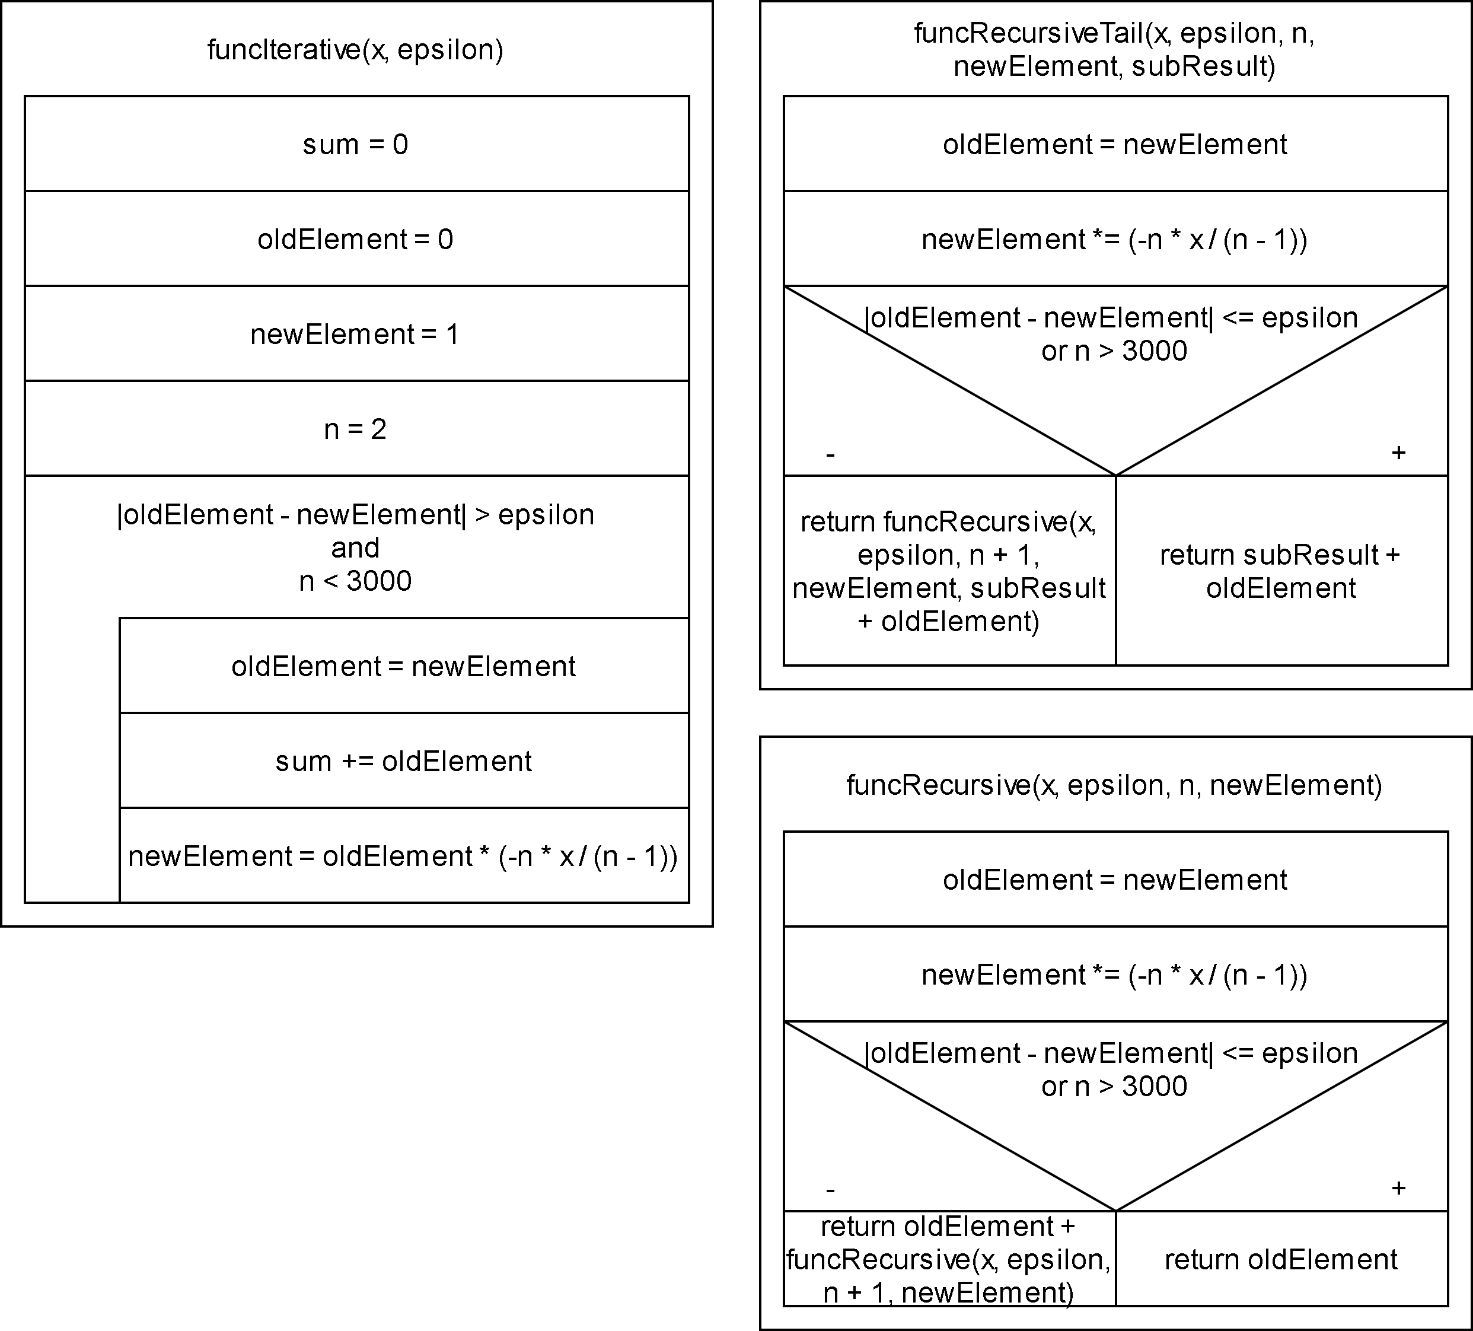 funcIterative(x, epsilon)
sum = 0
oldElement = 0
newElement = 1
n = 2
|oldElement - newElement| > epsilon
and
n < 3000
oldElement = newElement
sum += oldElement
newElement = oldElement * (-n * x / (n - 1))
funcRecursiveTail(x, epsilon, n,
newElement, subResult)
oldElement = newElement
newElement *= (-n * x / (n - 1))
|oldElement - newElement| <= epsilon
or n > 3000
-
+
return funcRecursive(x,
epsilon, n + 1,
newElement, subResult
+ oldElement)
return subResult +
oldElement
funcRecursive(x, epsilon, n, newElement)
oldElement = newElement
newElement *= (-n * x / (n - 1))
|oldElement - newElement| <= epsilon
or n > 3000
-
+
return oldElement +
funcRecursive(x, epsilon,
n + 1, newElement)
return oldElement